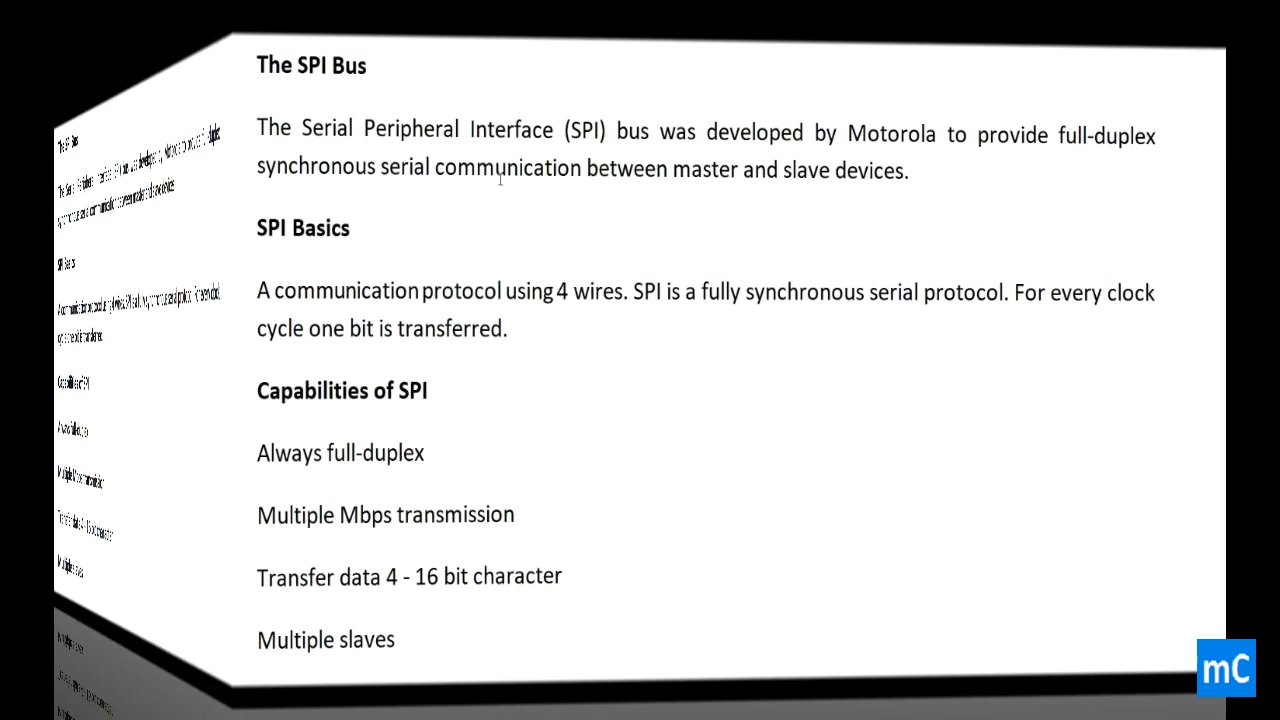 The SPI Bus
The Serial Peripheral Interface (SPI) bus was developed by Motorola to provide full-duplex
synchronous serial communication between master and slave devices.
SPI Basics
A communication protocol using 4 wires. SPI is a fully synchronous serial protocol. For every clock
cycle one bit is transferred.
Capabilities of SPI
Always full-duplex
Multiple Mbps transmission
Transfer data 4 - 16 bit character
Multiple slaves
mC